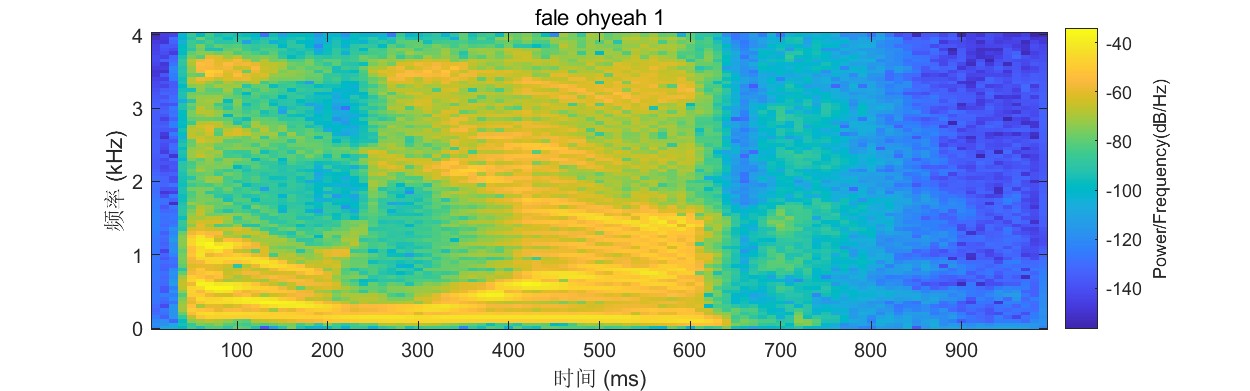 fale ohyeah 1
4
3
2
1
0
频率 (kHz)
100 200 300 400 500 600 700 800 900
时间 (ms)
-40
-60
-80
-100
-120
-140
Power/Frequency(dB/Hz)